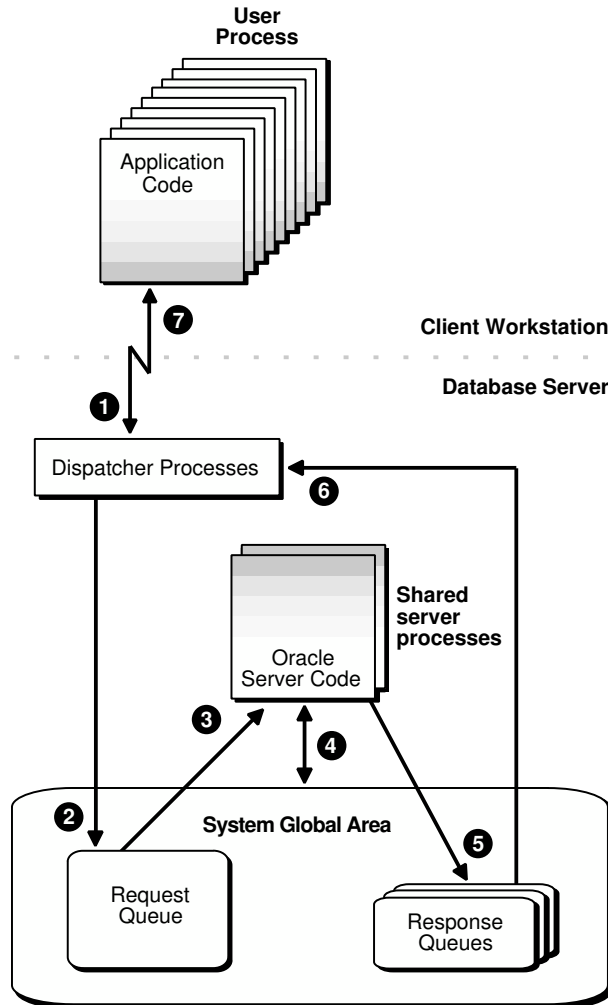 User
Process
Application
Code
7
Client Workstation
Database Server
1
Dispatcher Processes
6
Shared
server
processes
Oracle
Server Code
3
4
2
System Global Area
5
Request
Queue
Response
Queues